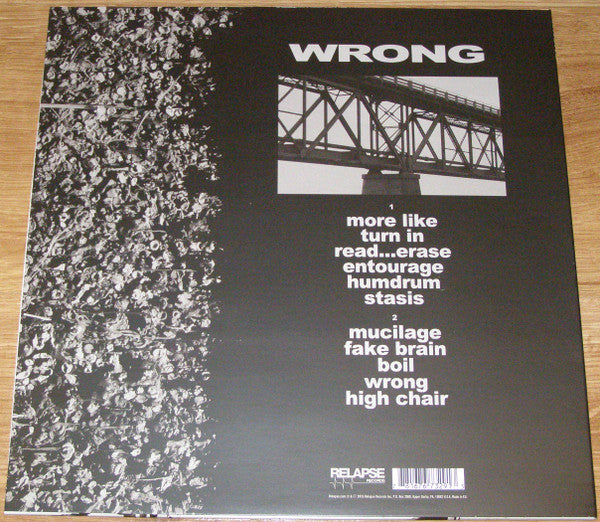 WRONG
1
more like
turn in
read...erase
entourage
humdrum
stasis
2
mucilage
fake brain
boil
wrong
high chair
RELAPSE
RECORDS